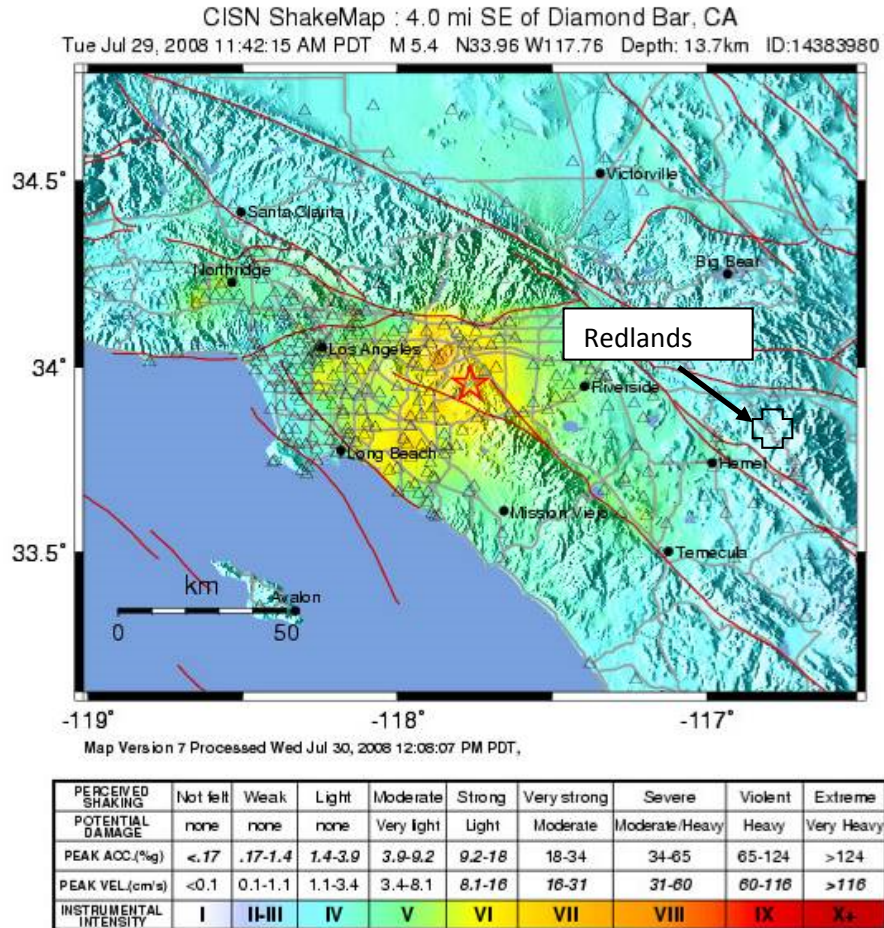 CISN ShakeMap : 4.0 mi SE of Diamond Bar, CA
Tue Jul 29, 2008 11:42:15 AM PDT M 5.4 N33.96 W117.76 Depth: 13.7km ID:14383980
34.5°
Victorville
Santa Clarita
Big Bear
Northridge
Redlands
34°
Los Angeles
Riverside
Long Beach
Hemet
Mission Viejo
33.5°
Temecula
km
Avalon
0 50
-119° -118° -117°
Map Version 7 Processed Wed Jul 30, 2008 12:08:07 PM PDT,
PERCEIVED SHAKING Not felt Weak Light Moderate Strong Very strong Severe Violent Extreme
POTENTIAL DAMAGE none none none Very light Light Moderate Moderate/Heavy Heavy Very Heavy
PEAK ACC.(%g) <.17 .17-1.4 1.4-3.9 3.9-9.2 9.2-18 18-34 34-65 65-124 >124
PEAK VEL.(cm/s) <0.1 0.1-1.1 1.1-3.4 3.4-8.1 8.1-16 16-31 31-60 60-116 >116
INSTRUMENTAL INTENSITY I II-III IV V VI VII VIII IX X+